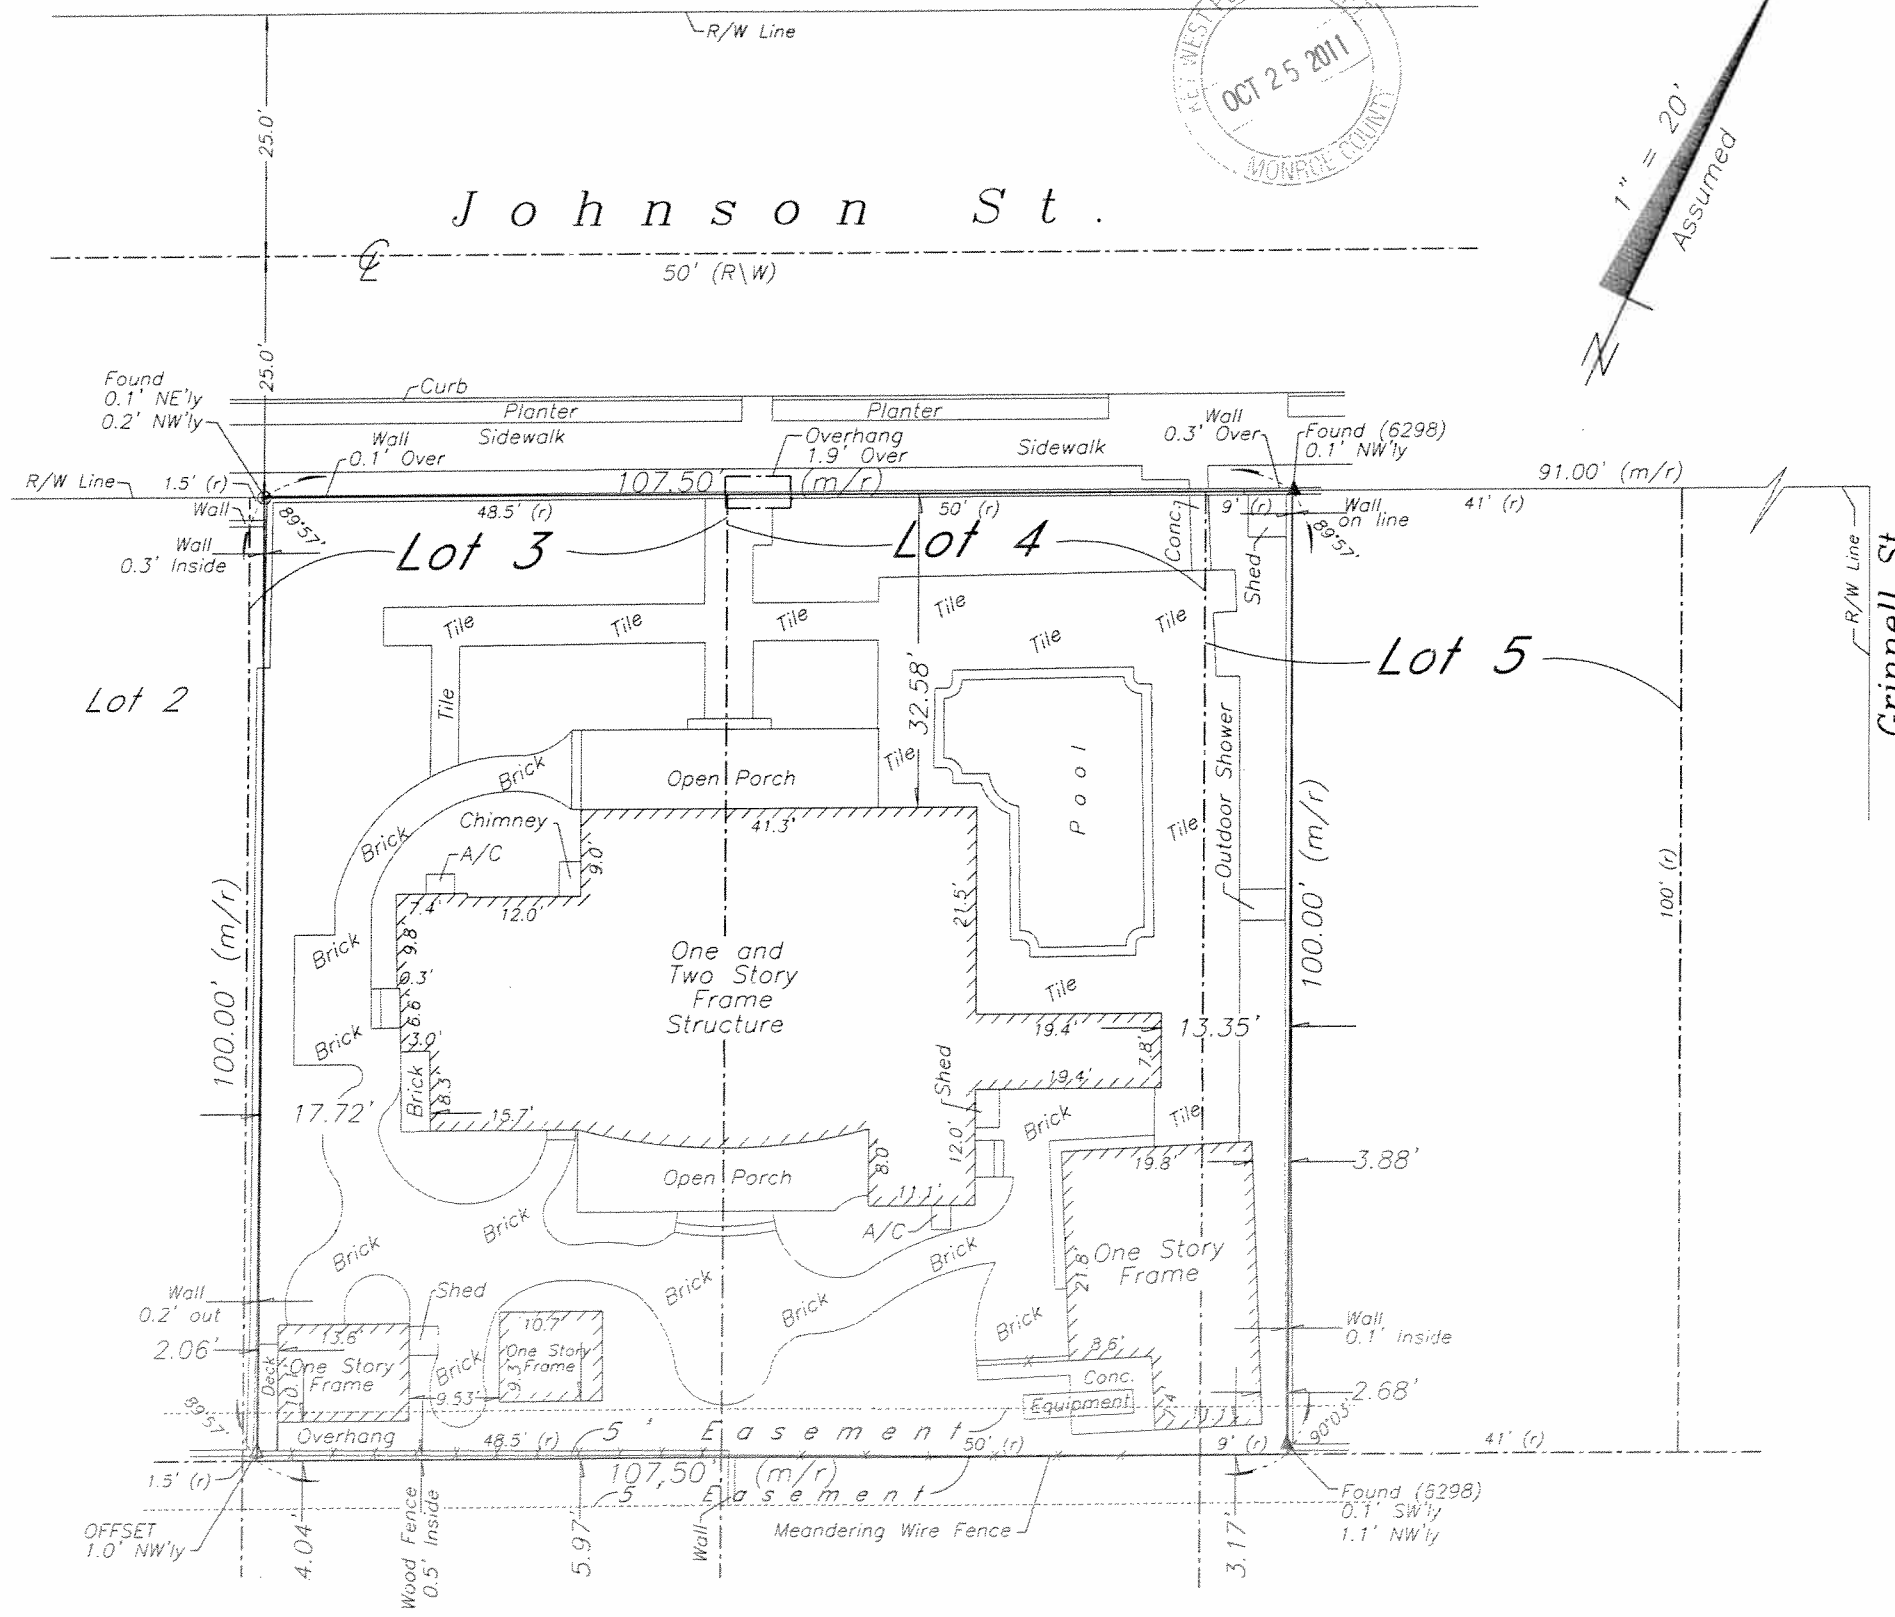 R/W Line
KEY WEST
OCT 25 2011
MONROE COUNTY
25.0'
1" = 20'
Assumed
N
Johnson St.
℄
50' (R\W)
25.0'
Found
0.1' NE'ly
0.2' NW'ly
Curb
Planter
Planter
Wall
0.1' Over
Sidewalk
Overhang
1.9' Over
Sidewalk
Wall
0.3' Over
Found (6298)
0.1' NW'ly
R/W Line
1.5' (r)
107.50' (m/r)
91.00' (m/r)
48.5' (r)
50' (r)
9' (r)
41' (r)
Wall
Wall
on line
89°57'
89°57'
Wall
0.3' Inside
Lot 3
Lot 4
Conc.
Shed
R/W Line
Grinnell St
Tile
Tile
Tile
Tile
Tile
Tile
Lot 5
Lot 2
Tile
32.58'
Tile
Pool
Outdoor Shower
Brick
Open Porch
Chimney
41.3'
Tile
Brick
A/C
9.0'
100.00' (m/r)
100' (r)
7.4'
12.0'
21.5'
100.00' (m/r)
Brick
9.8
One and
Two Story
Frame
Structure
0.3'
6.6'
Tile
Brick
3.0'
19.4'
13.35'
7.8'
Shed
19.4'
Brick
8.3'
17.72'
15.7'
Brick
Tile
12.0'
8.0
19.8'
3.88'
Open Porch
11.1'
A/C
Brick
Brick
Brick
21.8'
One Story
Frame
Brick
Brick
Wall
0.2' out
Shed
Brick
Wall
0.1' Inside
2.06'
13.6'
10.7'
8.6'
Deck
One Story
Frame
10.1'
Brick
One Story
Frame
9.3'
9.53'
Conc.
Equipment
7.4
2.68'
89°57'
90°03'
Overhang
5' Easement
48.5' (r)
50' (r)
9' (r)
41' (r)
1.5' (r)
107.50' (m/r)
5' Easement
Found (6298)
0.1' SW'ly
1.1' NW'ly
OFFSET
1.0' NW'ly
4.04'
Wood Fence
0.5' Inside
5.97'
Wall
Meandering Wire Fence
3.17'